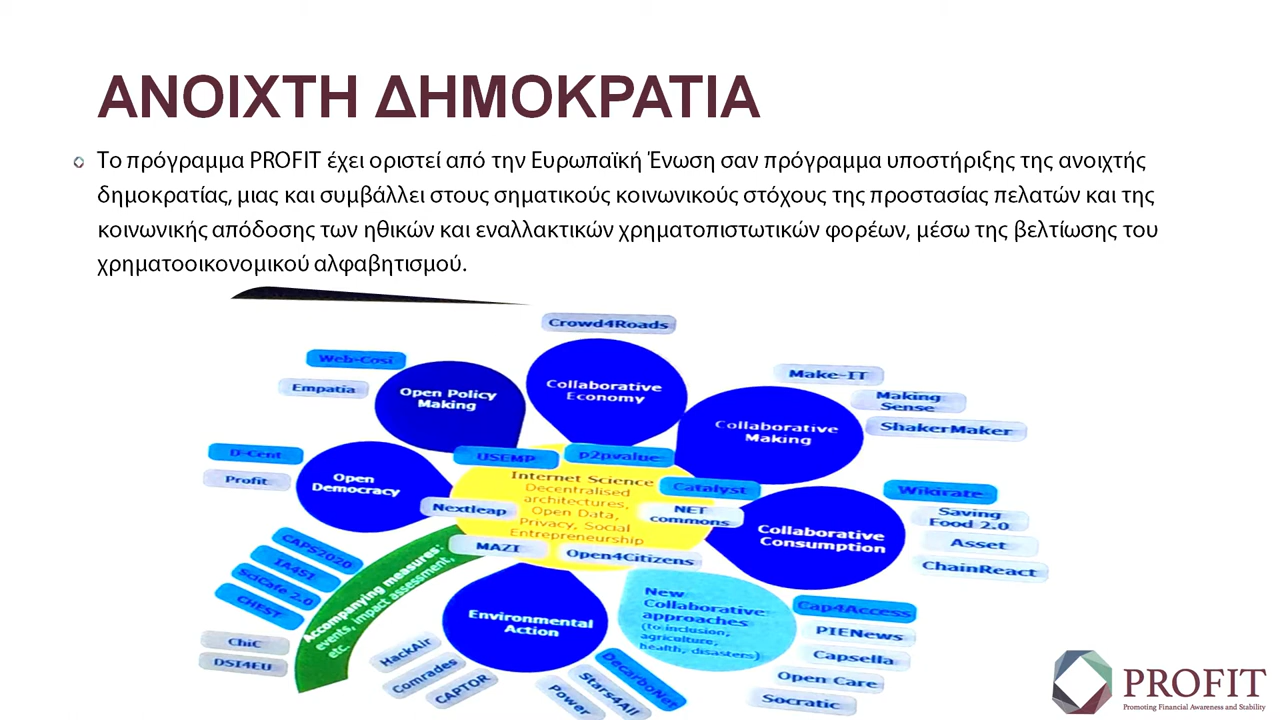 ΑΝΟΙΧΤΗ ΔΗΜΟΚΡΑΤΙΑ
Το πρόγραμμα PROFIT έχει οριστεί από την Ευρωπαϊκή Ένωση σαν πρόγραμμα υποστήριξης της ανοιχτής
δημοκρατίας, μιας και συμβάλλει στους σηματικούς κοινωνικούς στόχους της προστασίας πελατών και της
κοινωνικής απόδοσης των ηθικών και εναλλακτικών χρηματοπιστωτικών φορέων, μέσω της βελτίωσης του
χρηματοοικονομικού αλφαβητισμού.
Crowd4Roads
Web-Cosi
Empatia
Open Policy
Making
Collaborative
Economy
Make-IT
Making
Sense
ShakerMaker
Collaborative
Making
D-Cent
Profit
Open
Democracy
USEMP
p2pvalue
Catalyst
Nextleap
NET
commons
MAZI
Open4Citizens
Internet Science
Decentralised
architectures,
Open Data,
Privacy, Social
Entrepreneurship
Wikirate
Saving
Food 2.0
Asset
ChainReact
Collaborative
Consumption
CAPS2020
IA4SI
SciCafe 2.0
CHEST
ChiC
DSI4EU
Accompanying measures:
events, impact assessment,
etc.
Environmental
Action
HackAir
Comrades
CAPTOR
Power
Stars4All
DecarboNet
New
Collaborative
approaches
(to inclusion,
agriculture,
health, disasters)
Cap4Access
PIENews
Capsella
Open Care
Socratic
PROFIT
Promoting Financial Awareness and Stability